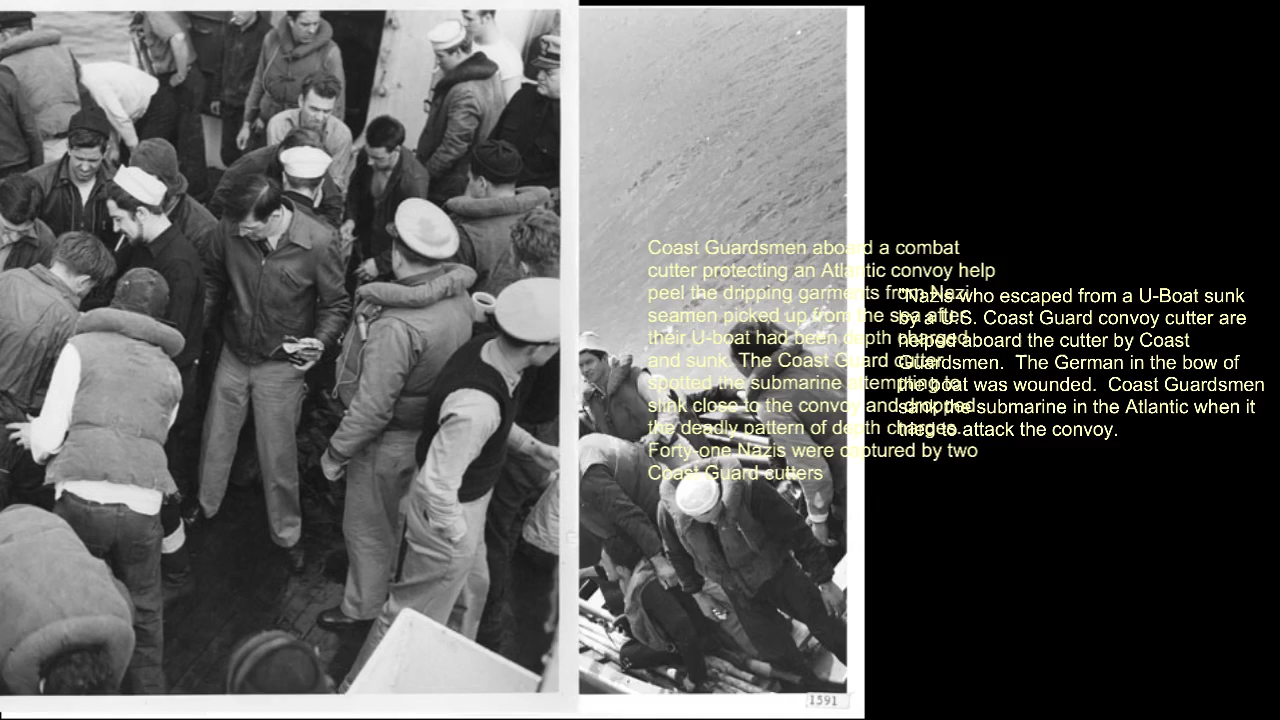 Coast Guardsmen aboard a combat
cutter protecting an Atlantic convoy help
peel the dripping garments from Nazi
seamen picked up from the sea after
their U-boat had been depth charged
and sunk. The Coast Guard cutter
spotted the submarine attempting to
slink close to the convoy and dropped
the deadly pattern of depth charges.
Forty-one Nazis were captured by two
Coast Guard cutters
"Nazis who escaped from a U-Boat sunk
by a U.S. Coast Guard convoy cutter are
helped aboard the cutter by Coast
Guardsmen.  The German in the bow of
the boat was wounded.  Coast Guardsmen
sank the submarine in the Atlantic when it
tried to attack the convoy.
1591